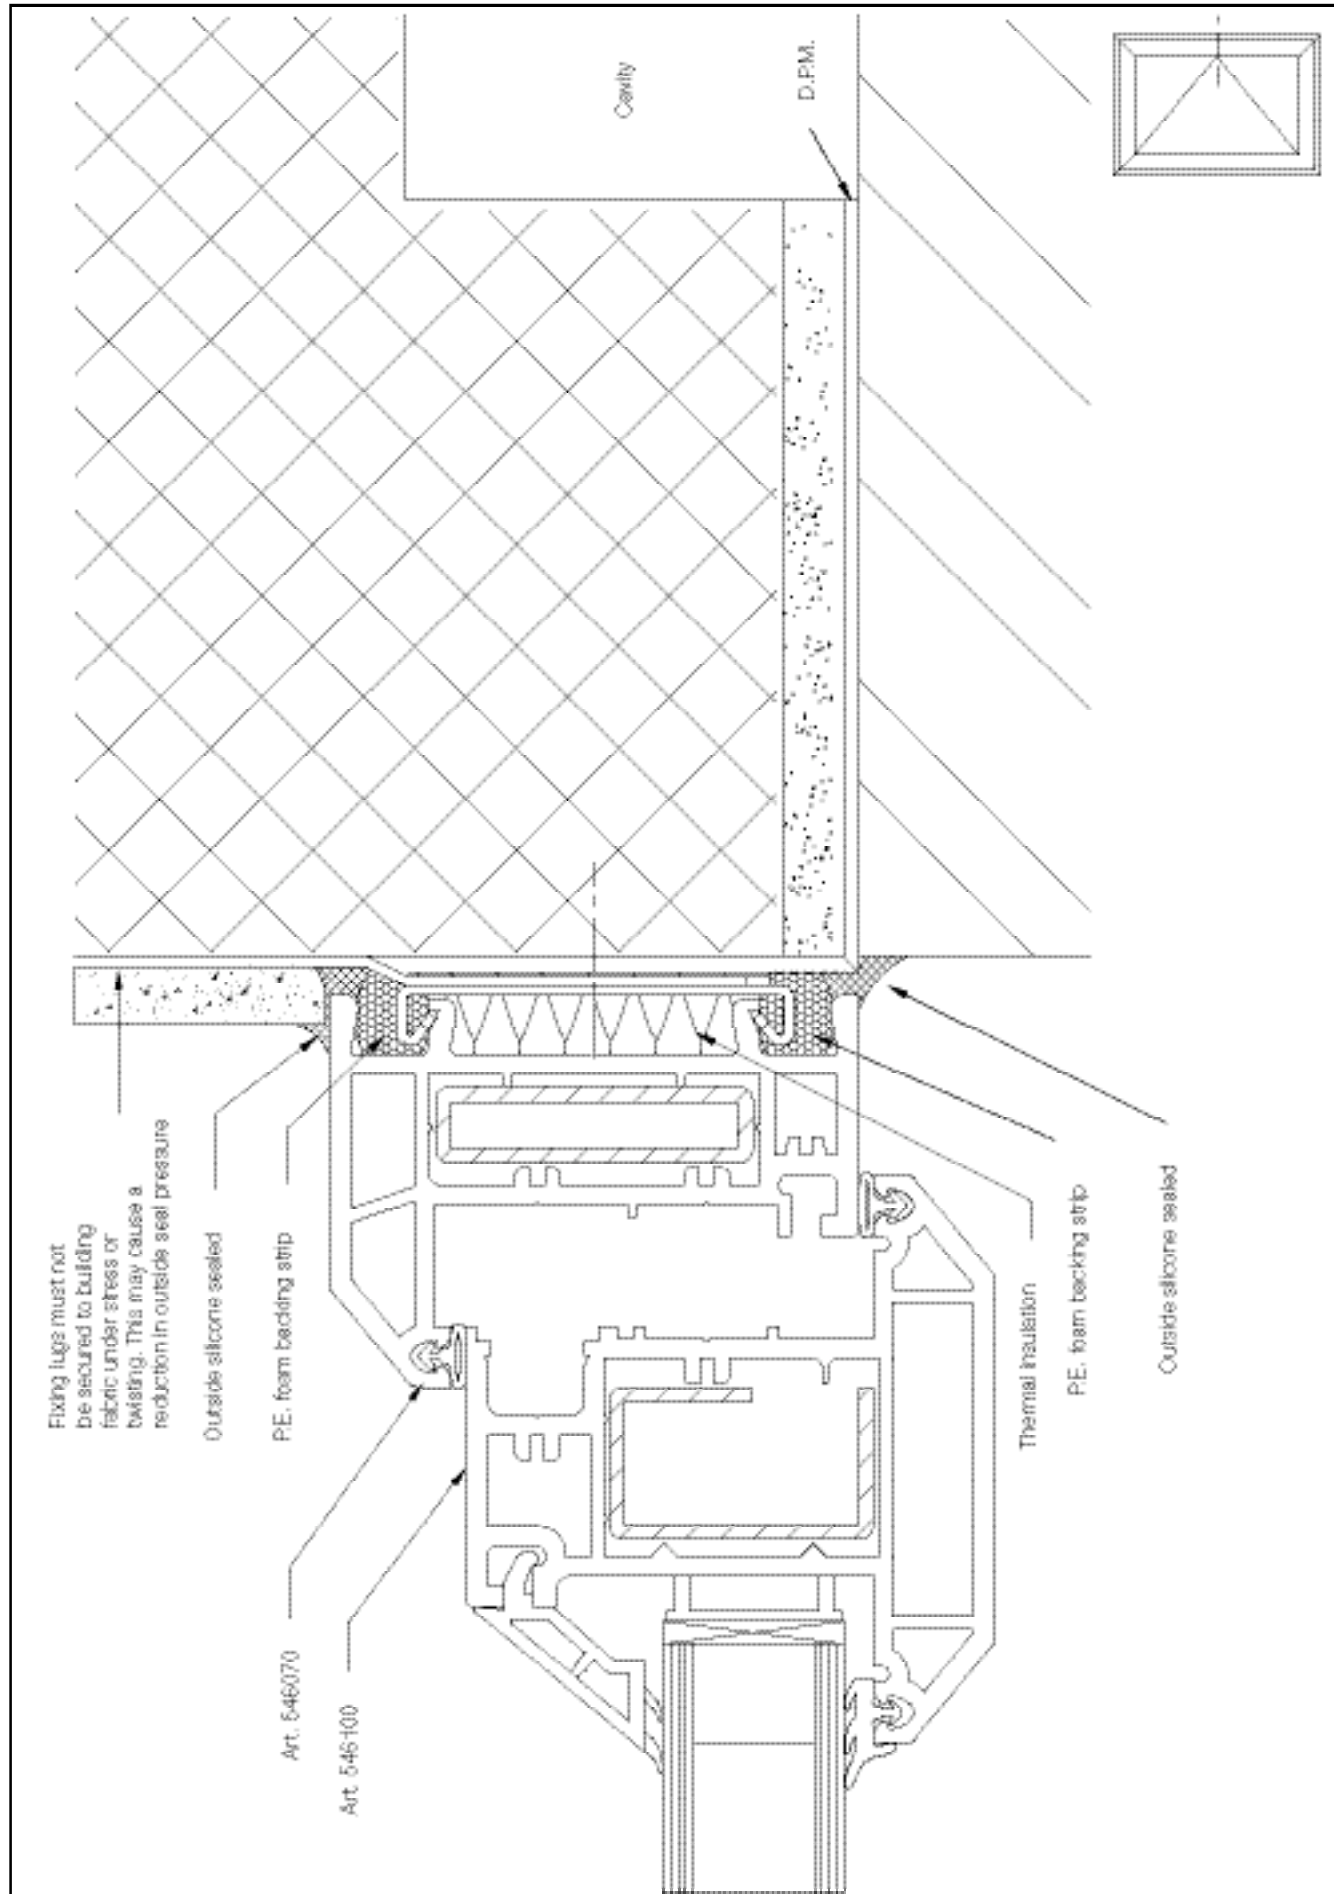 Cavity
D.P.M.
Fixing lugs must not
be secured to building
fabric under stress or
twisting. This may cause a
reduction in outside seal pressure
Outside silicone sealed
P.E. foam backing strip
Art. 546070
Art. 546100
Thermal insulation
P.E. foam backing strip
Outside silicone sealed